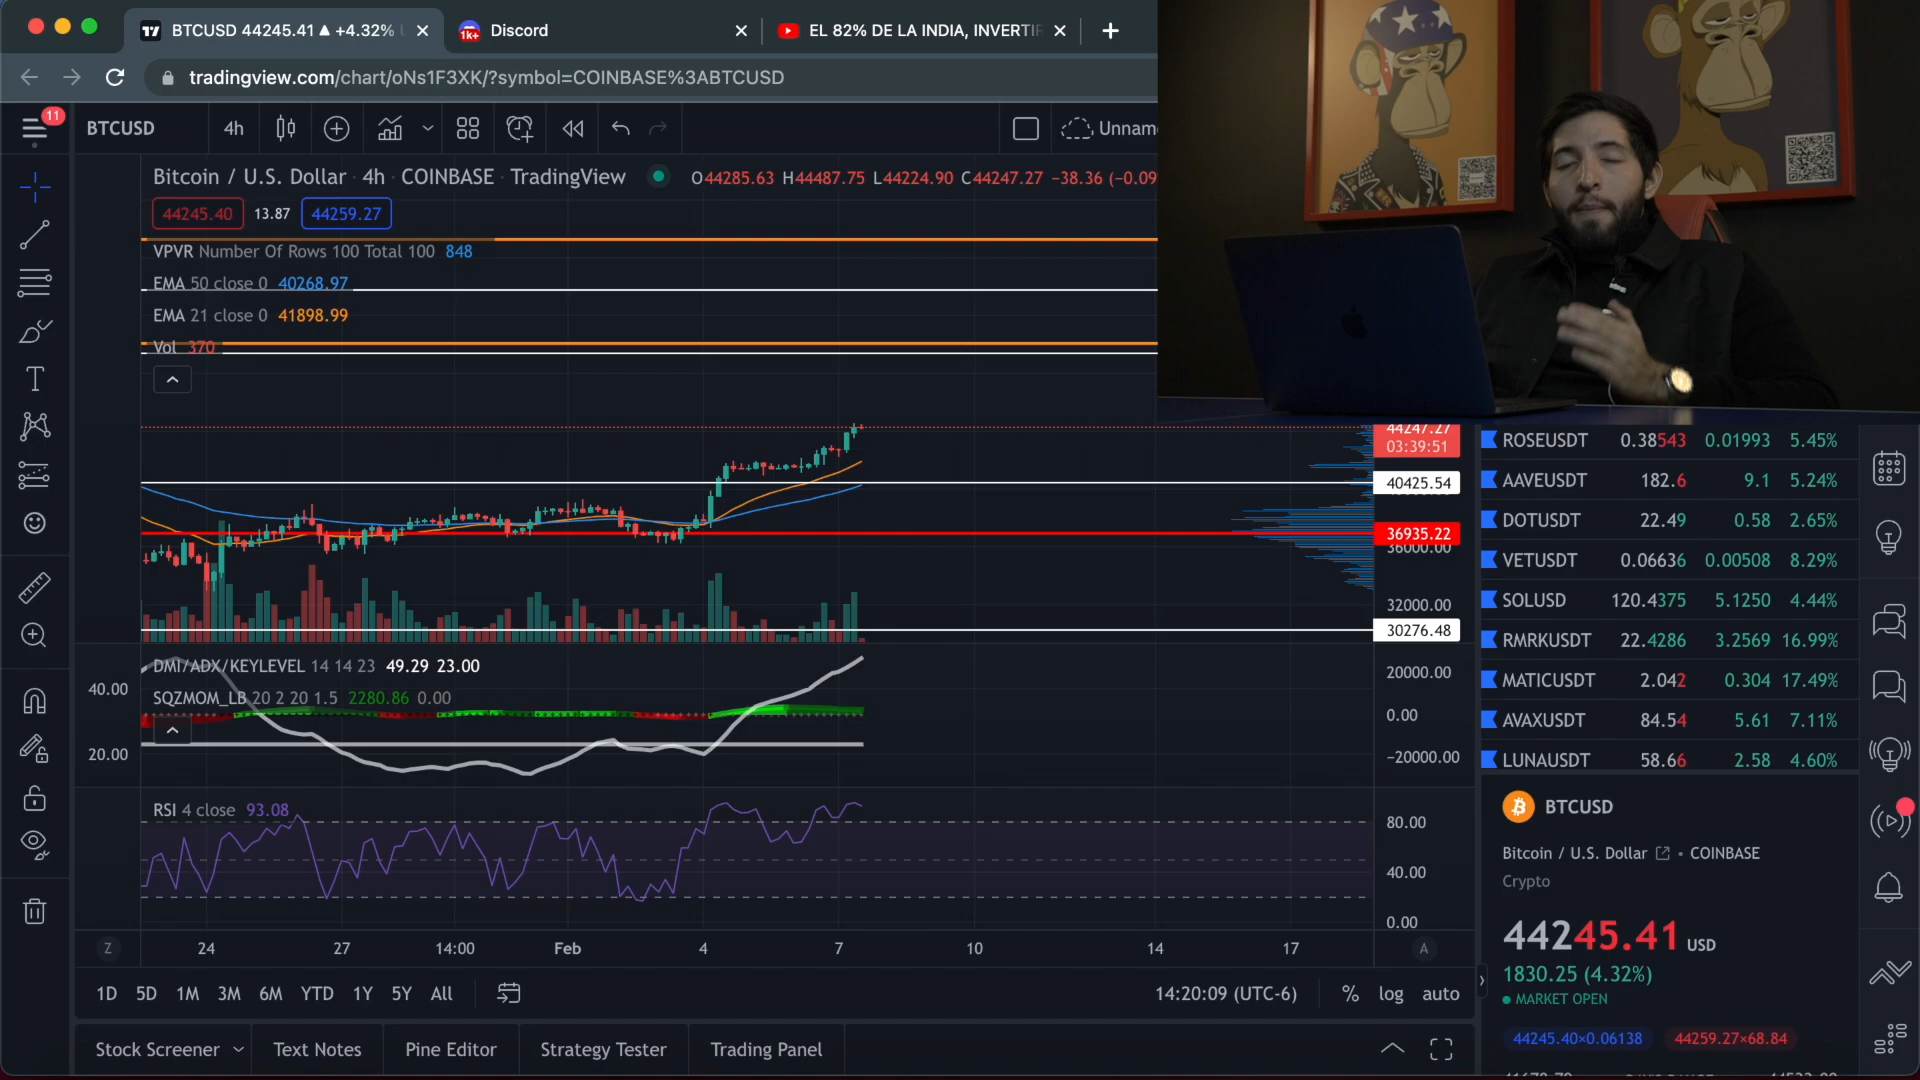 BTCUSD 44245.41 ▲ +4.32%
1k+ Discord
EL 82% DE LA INDIA, INVERTIR
tradingview.com/chart/oNs1F3XK/?symbol=COINBASE%3ABTCUSD
11
BTCUSD 4h
Unnam
Bitcoin / U.S. Dollar · 4h · COINBASE · TradingView O44285.63 H44487.75 L44224.90 C44247.27 −38.36 (−0.09
44245.40 13.87 44259.27
VPVR Number Of Rows 100 Total 100 848
EMA 50 close 0 40268.97
EMA 21 close 0 41898.99
Vol 370
44247.27
03:39:51
40425.54
36935.22
36000.00
32000.00
30276.48
DMI/ADX/KEYLEVEL 14 14 23 49.29 23.00
SQZMOM_LB 20 2 20 1.5 2280.86 0.00
40.00
20.00
20000.00
0.00
−20000.00
RSI 4 close 93.08
80.00
40.00
0.00
Z 24 27 14:00 Feb 4 7 10 14 17 A
1D 5D 1M 3M 6M YTD 1Y 5Y All 14:20:09 (UTC-6) % log auto
Stock Screener Text Notes Pine Editor Strategy Tester Trading Panel
ROSEUSDT 0.38543 0.01993 5.45%
AAVEUSDT 182.6 9.1 5.24%
DOTUSDT 22.49 0.58 2.65%
VETUSDT 0.06636 0.00508 8.29%
SOLUSD 120.4375 5.1250 4.44%
RMRKUSDT 22.4286 3.2569 16.99%
MATICUSDT 2.042 0.304 17.49%
AVAXUSDT 84.54 5.61 7.11%
LUNAUSDT 58.66 2.58 4.60%
BTCUSD
Bitcoin / U.S. Dollar • COINBASE
Crypto
44245.41 USD
1830.25 (4.32%)
MARKET OPEN
44245.40×0.06138 44259.27×68.84